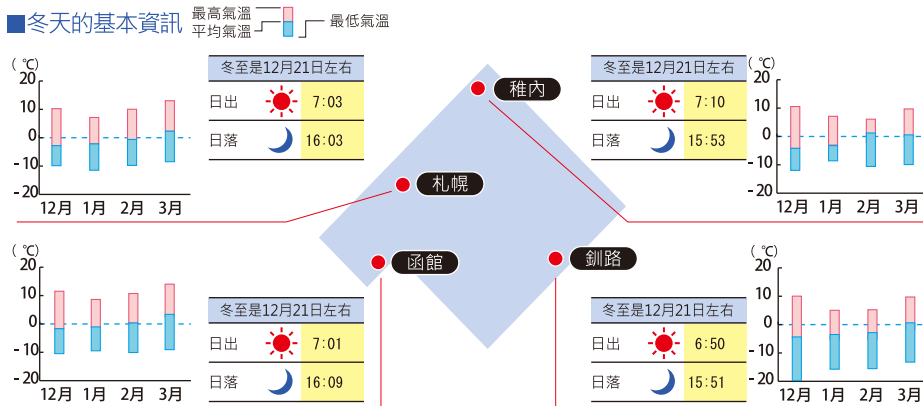 ■冬天的基本資訊
最高氣溫
平均氣溫
最低氣溫
(℃)
20
10
0
-10
-20
12月 1月 2月 3月
冬至是12月21日左右
日出 7:03
日落 16:03
稚內
札幌
函館
釧路
冬至是12月21日左右
日出 7:10
日落 15:53
(℃)
20
10
0
-10
-20
12月 1月 2月 3月
(℃)
20
10
0
-10
-20
12月 1月 2月 3月
冬至是12月21日左右
日出 7:01
日落 16:09
冬至是12月21日左右
日出 6:50
日落 15:51
(℃)
20
10
0
-10
-20
12月 1月 2月 3月